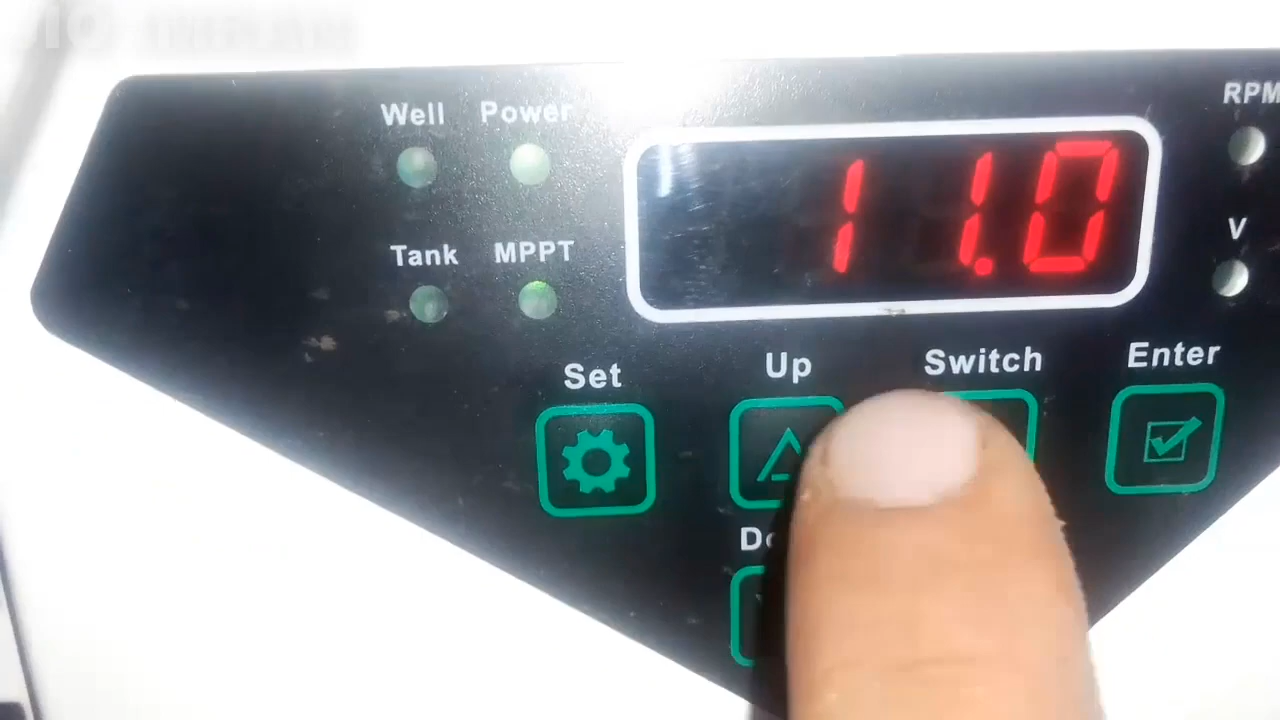 Well Power
RPM
11.0
Tank MPPT
V
Set Up Switch Enter